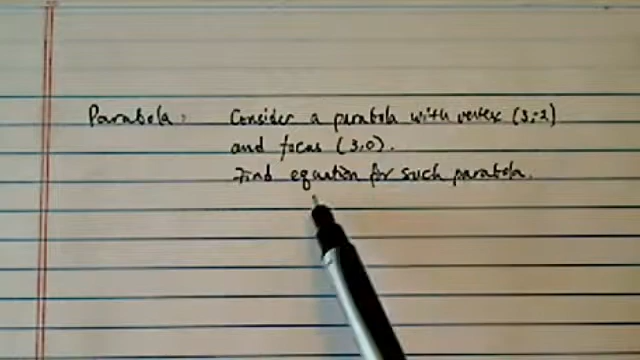 Parabola: Consider a parabola with vertex (3,-2)
and focus (3,0).
Find equation for such parabola.